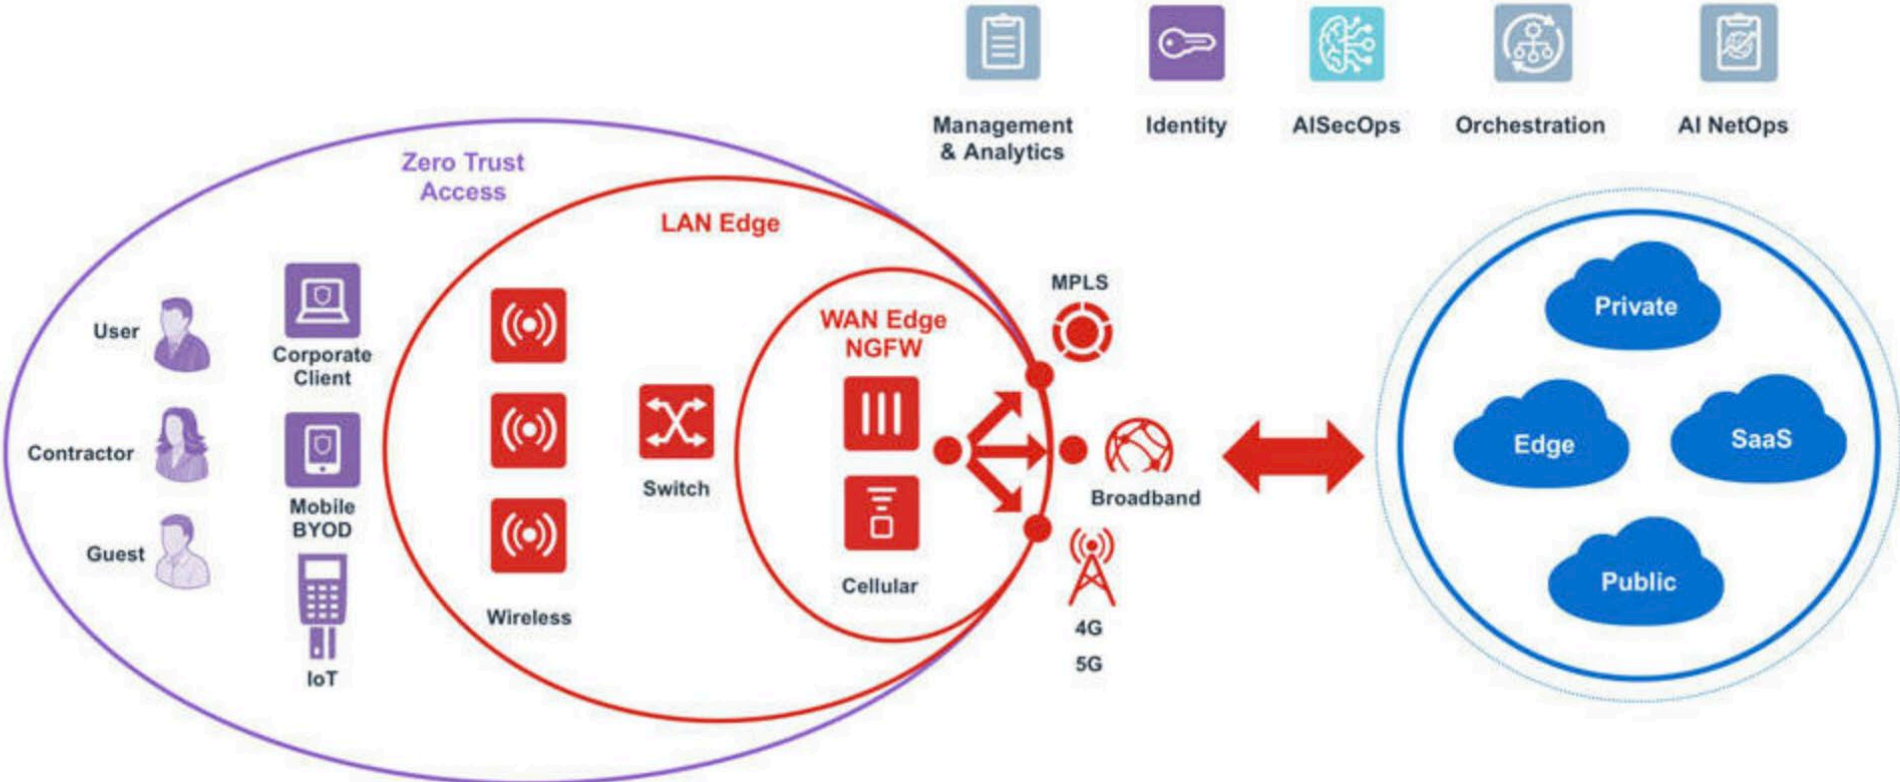 Management
& Analytics
Identity
AISecOps
Orchestration
AI NetOps
Zero Trust
Access
LAN Edge
WAN Edge
NGFW
User
Contractor
Guest
Corporate
Client
Mobile
BYOD
IoT
Wireless
Switch
Cellular
MPLS
Broadband
4G
5G
Private
Edge
SaaS
Public